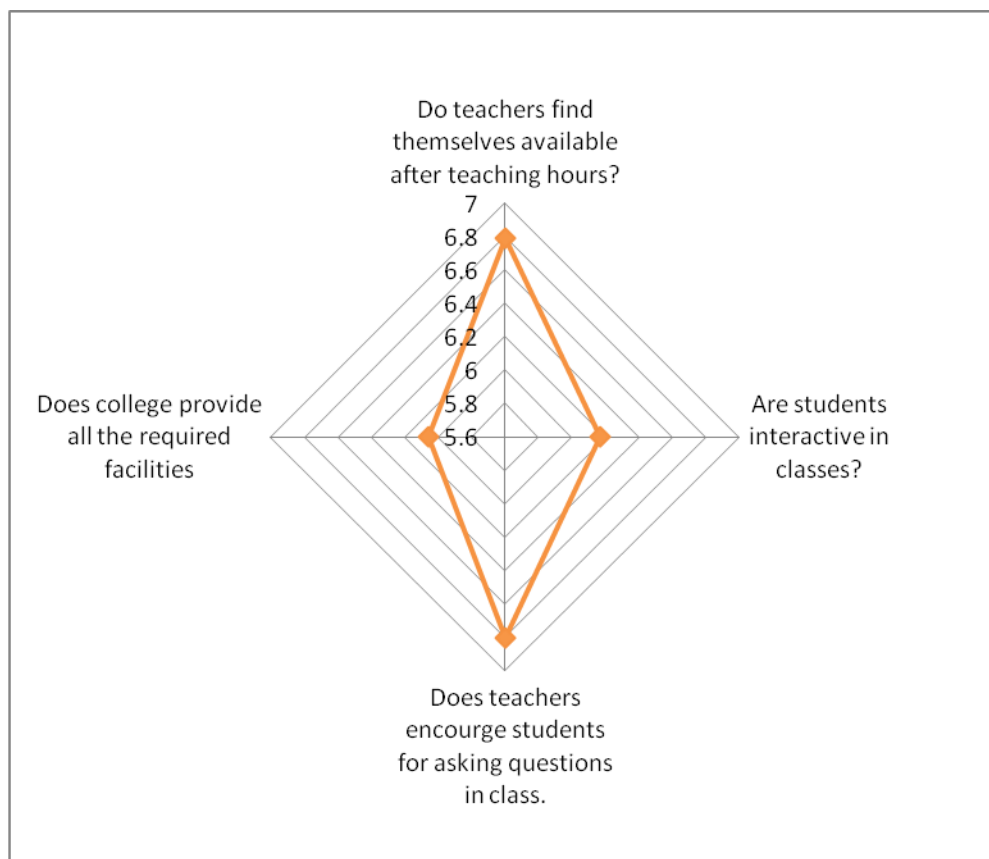 Do teachers find
themselves available
after teaching hours?
7
6.8
6.6
6.4
6.2
6
5.8
5.6
Does college provide
all the required
facilities
Are students
interactive in
classes?
Does teachers
encourge students
for asking questions
in class.